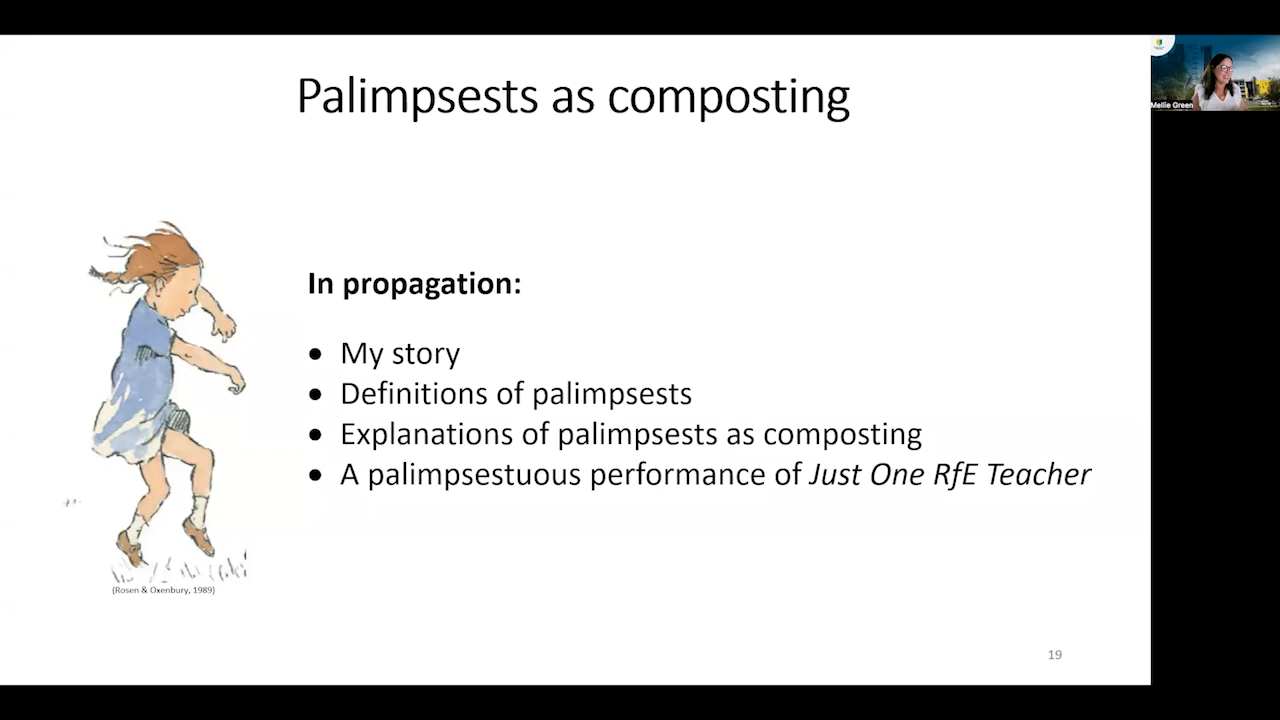 Palimpsests as composting
Mellie Green
In propagation:
• My story
• Definitions of palimpsests
• Explanations of palimpsests as composting
• A palimpsestuous performance of Just One RfE Teacher
(Rosen & Oxenbury, 1989)
19